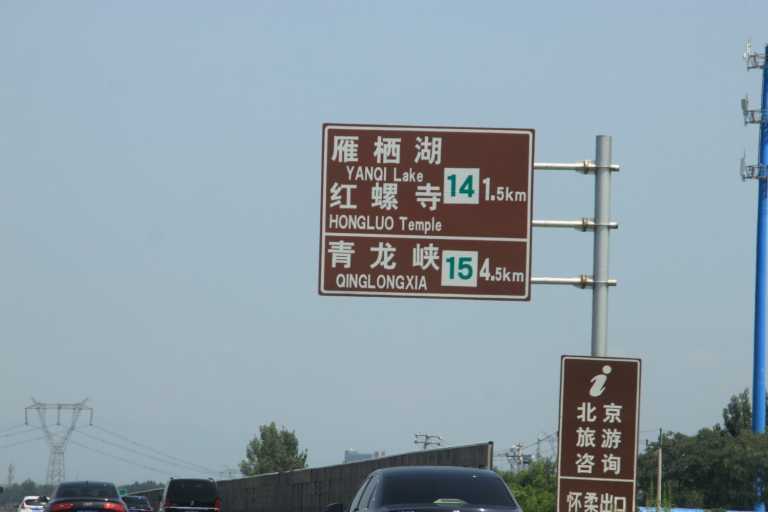 雁栖湖
YANQI Lake
14 1.5km
红螺寺
HONGLUO Temple
青龙峡
15 4.5km
QINGLONGXIA
i
北京
旅游
咨询
怀柔出口